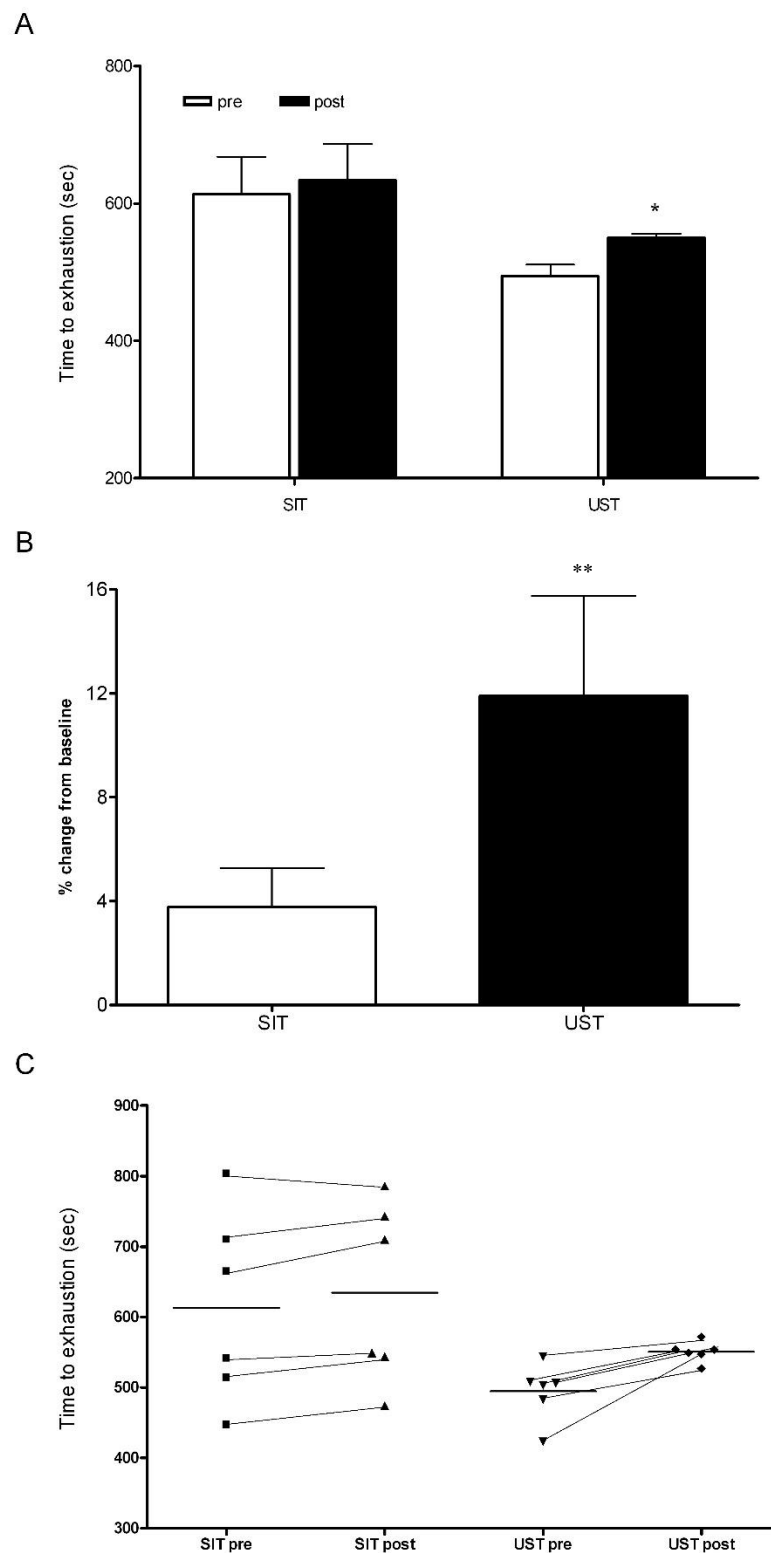 A
800
600
400
200
Time to exhaustion (sec)
pre post
*
SIT UST
B
16
12
8
4
0
% change from baseline
**
SIT UST
C
900
800
700
600
500
400
300
Time to exhaustion (sec)
SIT pre SIT post UST pre UST post